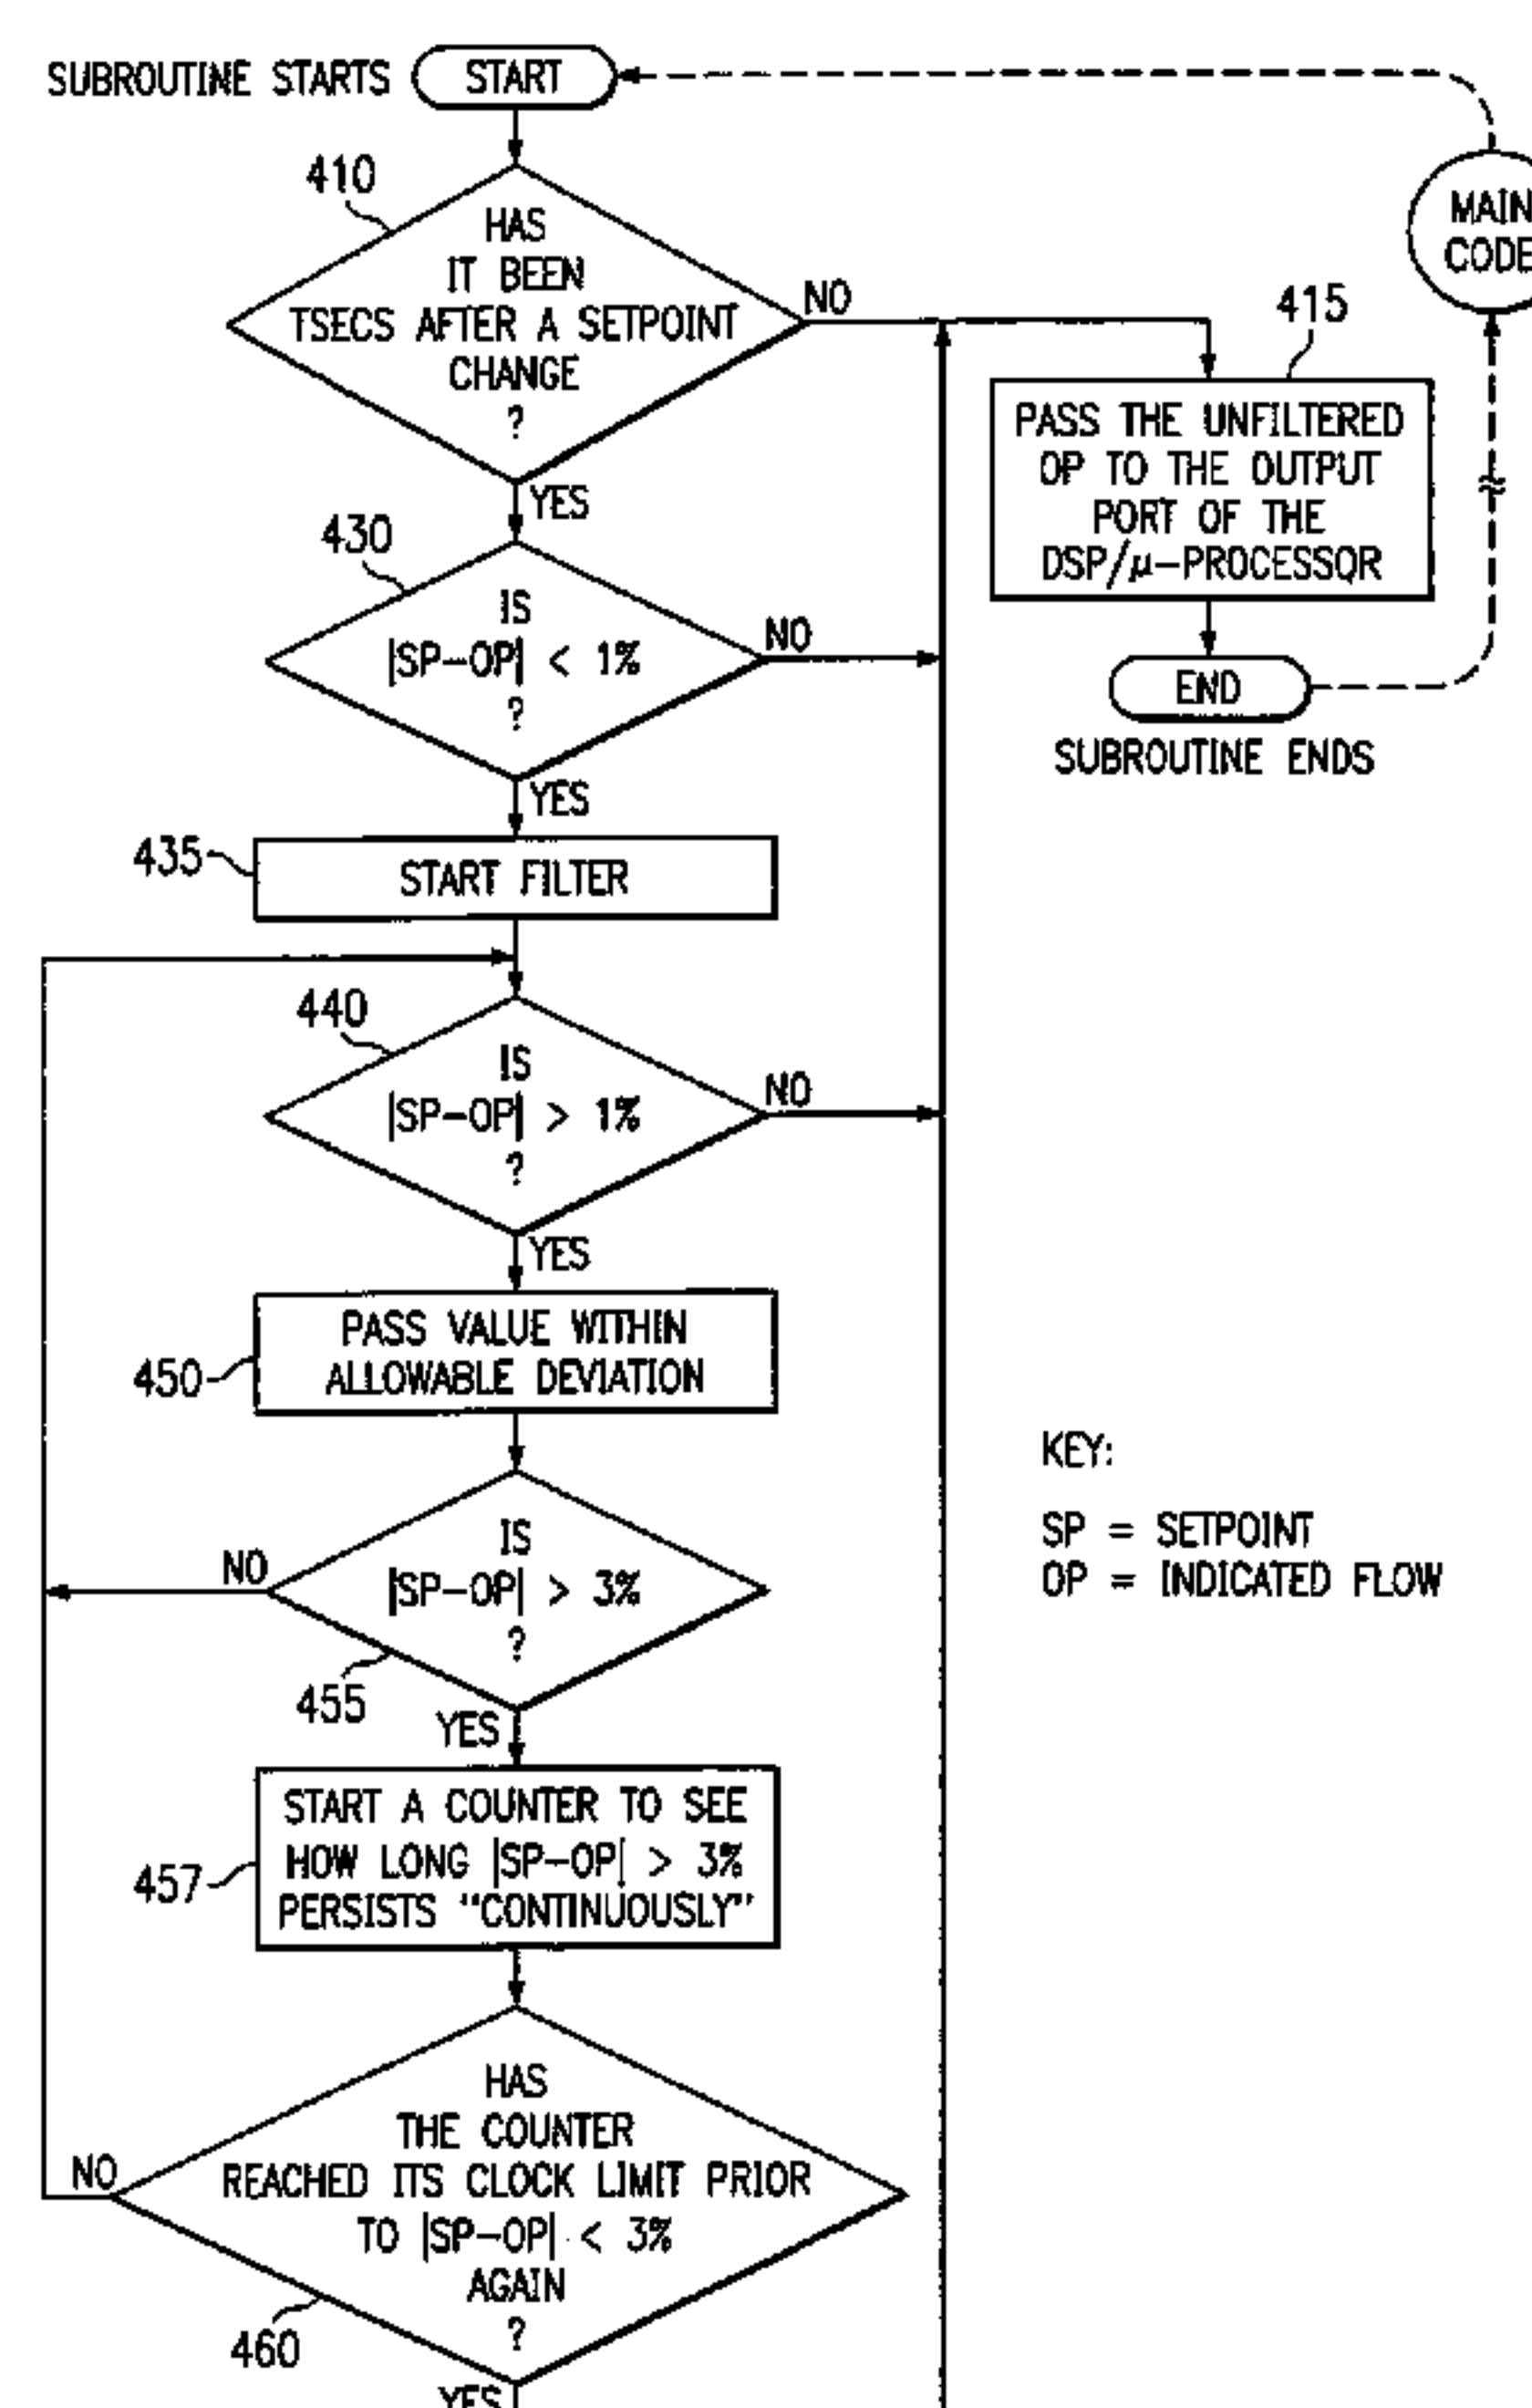 SUBROUTINE STARTS
START
410
HAS
IT BEEN
TSECS AFTER A SETPOINT
CHANGE
?
NO
YES
MAIN
CODE
415
PASS THE UNFILTERED
OP TO THE OUTPUT
PORT OF THE
DSP/μ-PROCESSOR
END
SUBROUTINE ENDS
430
IS
|SP-OP| < 1%
?
NO
YES
435
START FILTER
440
IS
|SP-OP| > 1%
?
NO
YES
450
PASS VALUE WITHIN
ALLOWABLE DEVIATION
IS
|SP-OP| > 3%
?
NO
455
YES
KEY:
SP = SETPOINT
OP = INDICATED FLOW
457
START A COUNTER TO SEE
HOW LONG |SP-OP| > 3%
PERSISTS "CONTINUOUSLY"
HAS
THE COUNTER
REACHED ITS CLOCK LIMIT PRIOR
TO |SP-OP| < 3%
AGAIN
?
NO
460
YES